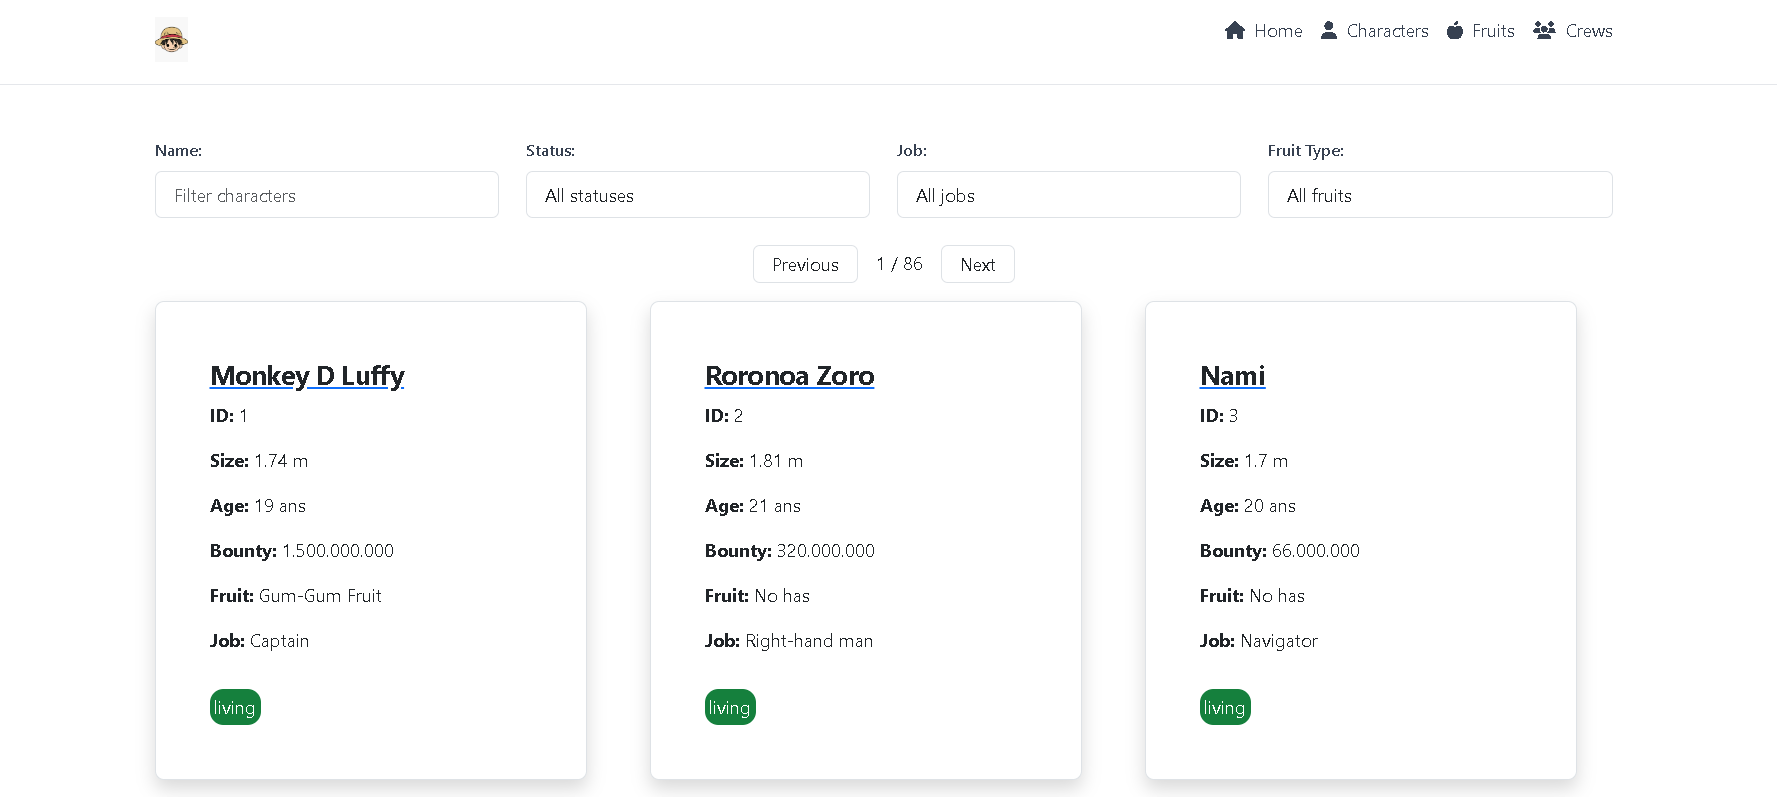 Home Characters Fruits Crews
Name: Status: Job: Fruit Type:
Filter characters All statuses All jobs All fruits
Previous 1 / 86 Next
Monkey D Luffy
ID: 1
Size: 1.74 m
Age: 19 ans
Bounty: 1.500.000.000
Fruit: Gum-Gum Fruit
Job: Captain
living
Roronoa Zoro
ID: 2
Size: 1.81 m
Age: 21 ans
Bounty: 320.000.000
Fruit: No has
Job: Right-hand man
living
Nami
ID: 3
Size: 1.7 m
Age: 20 ans
Bounty: 66.000.000
Fruit: No has
Job: Navigator
living